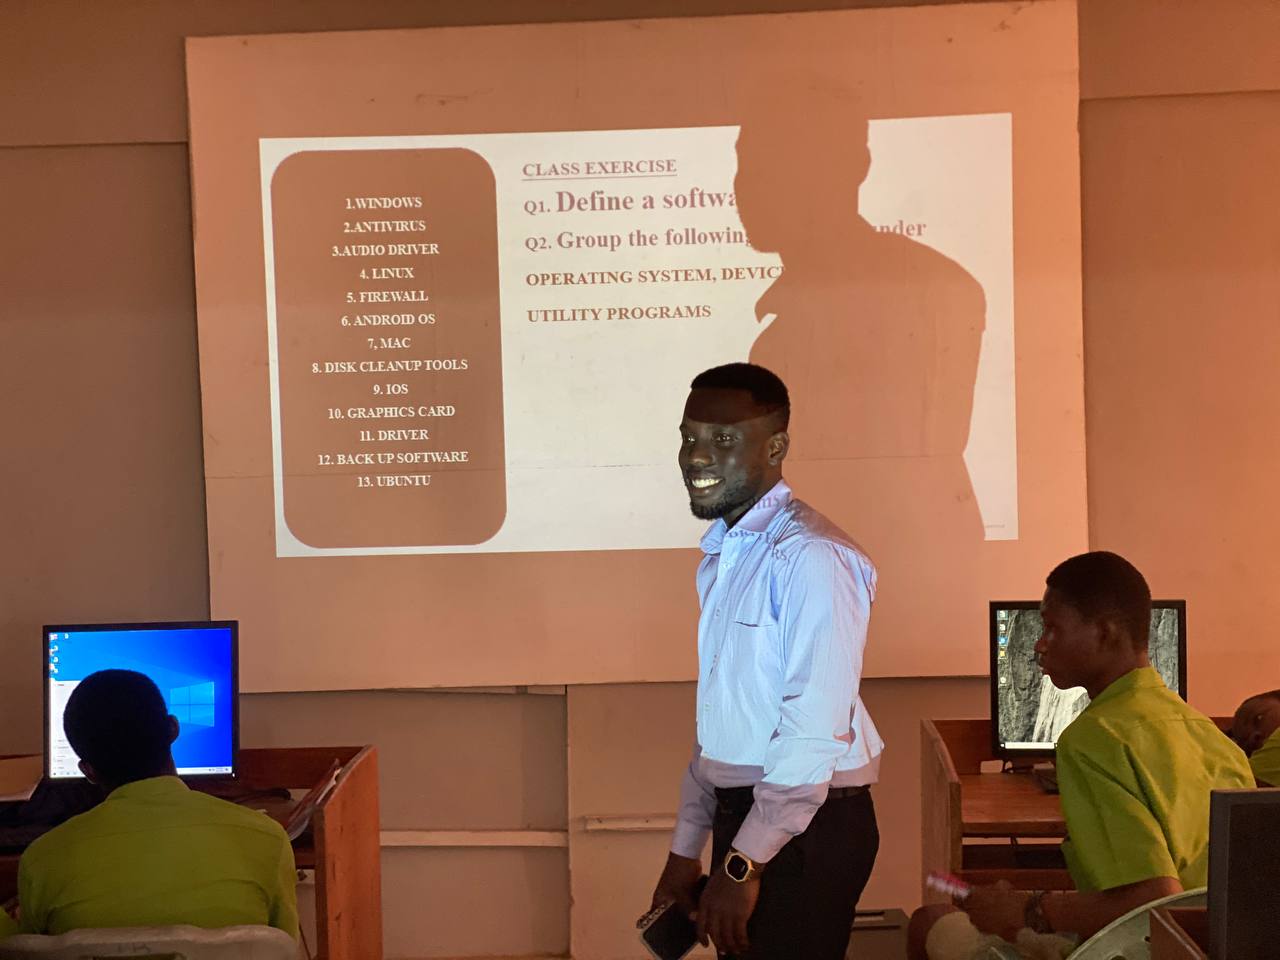 1.WINDOWS
2.ANTIVIRUS
3.AUDIO DRIVER
4. LINUX
5. FIREWALL
6. ANDROID OS
7, MAC
8. DISK CLEANUP TOOLS
9. IOS
10. GRAPHICS CARD
11. DRIVER
12. BACK UP SOFTWARE
13. UBUNTU
CLASS EXERCISE
Q1. Define a softwa
Q2. Group the following nder
OPERATING SYSTEM, DEVIC
UTILITY PROGRAMS